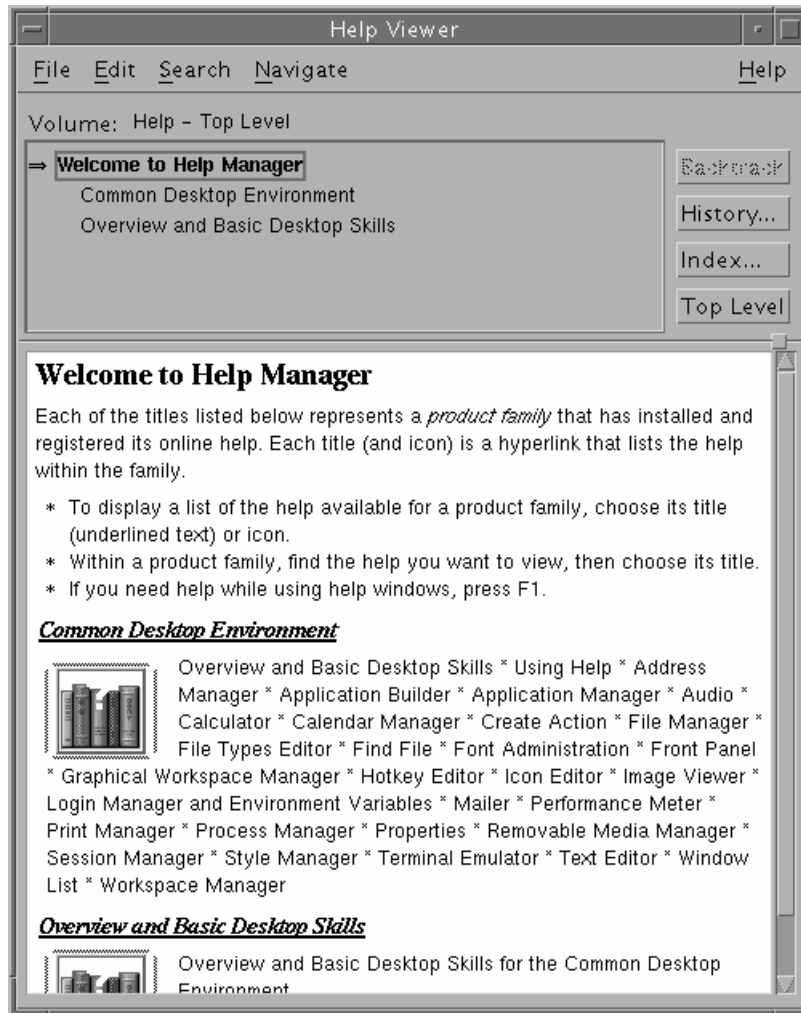 Help Viewer
File Edit Search Navigate Help
Volume: Help – Top Level
⇒ Welcome to Help Manager
Common Desktop Environment
Overview and Basic Desktop Skills
Backtrack
History...
Index...
Top Level
Welcome to Help Manager
Each of the titles listed below represents a product family that has installed and
registered its online help. Each title (and icon) is a hyperlink that lists the help
within the family.
* To display a list of the help available for a product family, choose its title
(underlined text) or icon.
* Within a product family, find the help you want to view, then choose its title.
* If you need help while using help windows, press F1.
Common Desktop Environment
Overview and Basic Desktop Skills * Using Help * Address
Manager * Application Builder * Application Manager * Audio *
Calculator * Calendar Manager * Create Action * File Manager *
File Types Editor * Find File * Font Administration * Front Panel
* Graphical Workspace Manager * Hotkey Editor * Icon Editor * Image Viewer *
Login Manager and Environment Variables * Mailer * Performance Meter *
Print Manager * Process Manager * Properties * Removable Media Manager *
Session Manager * Style Manager * Terminal Emulator * Text Editor * Window
List * Workspace Manager
Overview and Basic Desktop Skills
Overview and Basic Desktop Skills for the Common Desktop
Environment